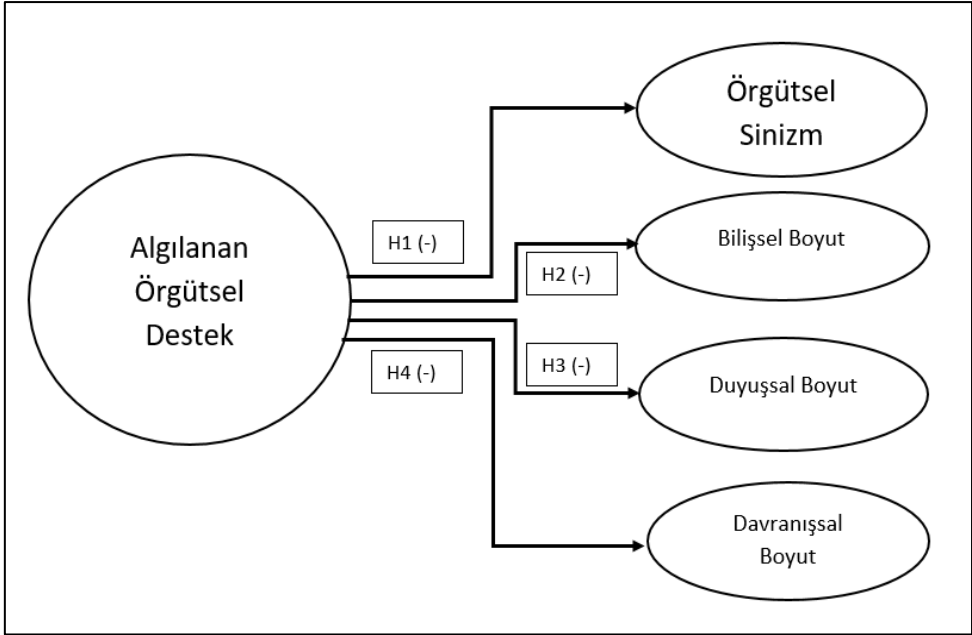 Algılanan
Örgütsel
Destek
H1 (-)
H2 (-)
H3 (-)
H4 (-)
Örgütsel
Sinizm
Bilişsel Boyut
Duyuşsal Boyut
Davranışsal
Boyut